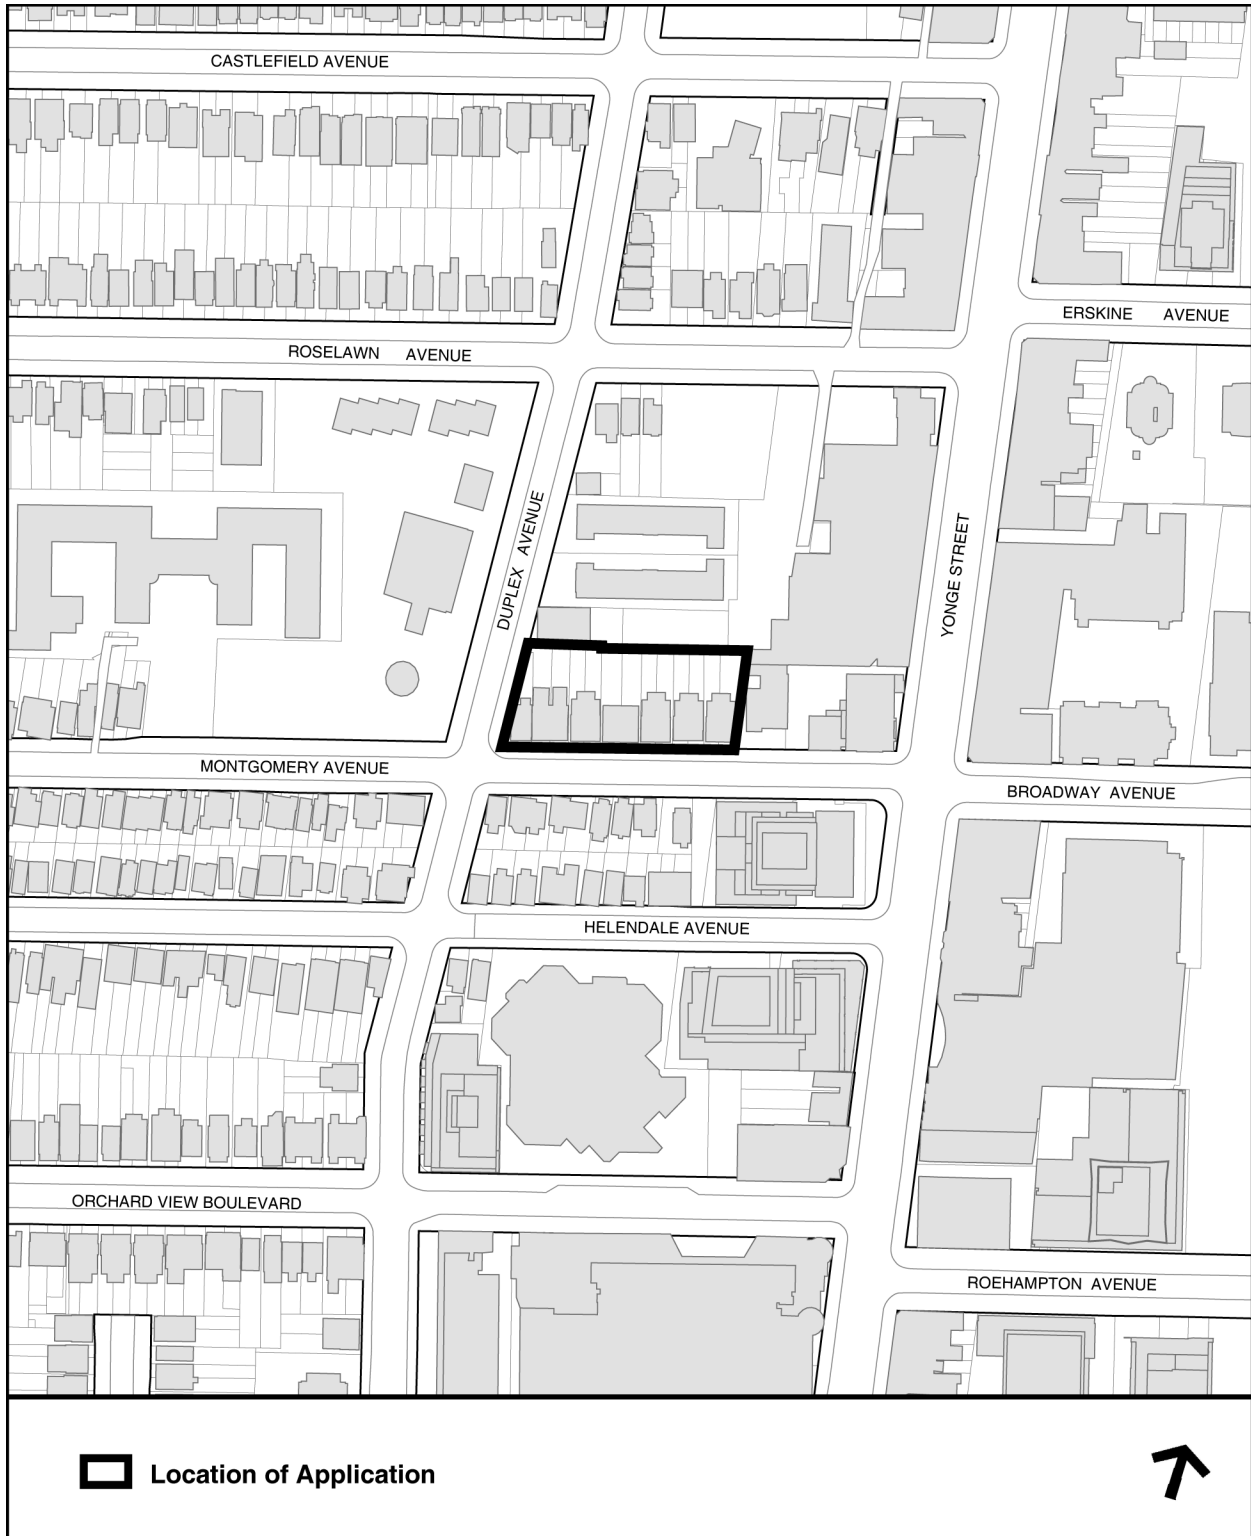 CASTLEFIELD AVENUE
ERSKINE AVENUE
ROSELAWN AVENUE
DUPLEX AVENUE
YONGE STREET
MONTGOMERY AVENUE
BROADWAY AVENUE
HELENDALE AVENUE
ORCHARD VIEW BOULEVARD
ROEHAMPTON AVENUE
Location of Application